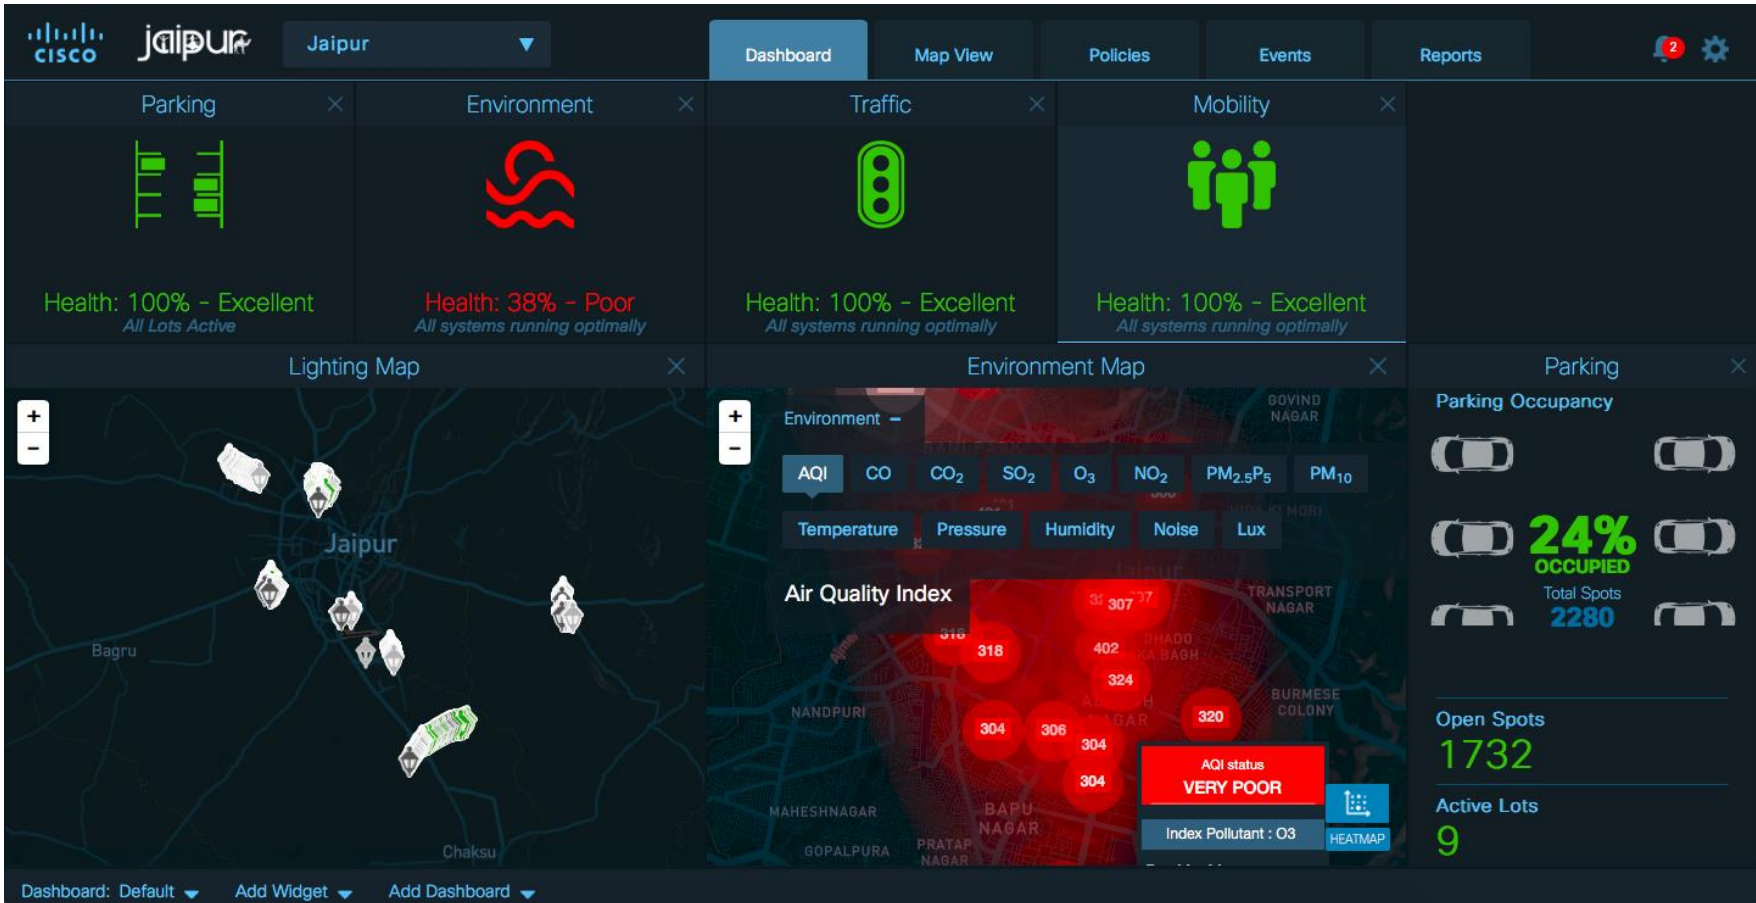 CISCO
jaipur
Jaipur
Dashboard
Map View
Policies
Events
Reports
2
Parking
Environment
Traffic
Mobility
Health: 100% - Excellent
All Lots Active
Health: 38% - Poor
All systems running optimally
Health: 100% - Excellent
All systems running optimally
Health: 100% - Excellent
All systems running optimally
Lighting Map
+
-
Jaipur
Bagru
Chaksu
Environment Map
+
-
Environment -
GOVIND
NAGAR
AQI
CO
CO2
SO2
O3
NO2
PM2.5P5
PM10
Temperature
Pressure
Humidity
Noise
Lux
Air Quality Index
307
TRANSPORT
NAGAR
318
318
402
324
320
304
306
304
304
BURMESE
COLONY
NANDPURI
MAHESHNAGAR
GOPALPURA
BAPU
NAGAR
PRATAP
NAGAR
AQI status
VERY POOR
Index Pollutant : O3
HEATMAP
Parking
Parking Occupancy
24%
OCCUPIED
Total Spots
2280
Open Spots
1732
Active Lots
9
Dashboard: Default
Add Widget
Add Dashboard